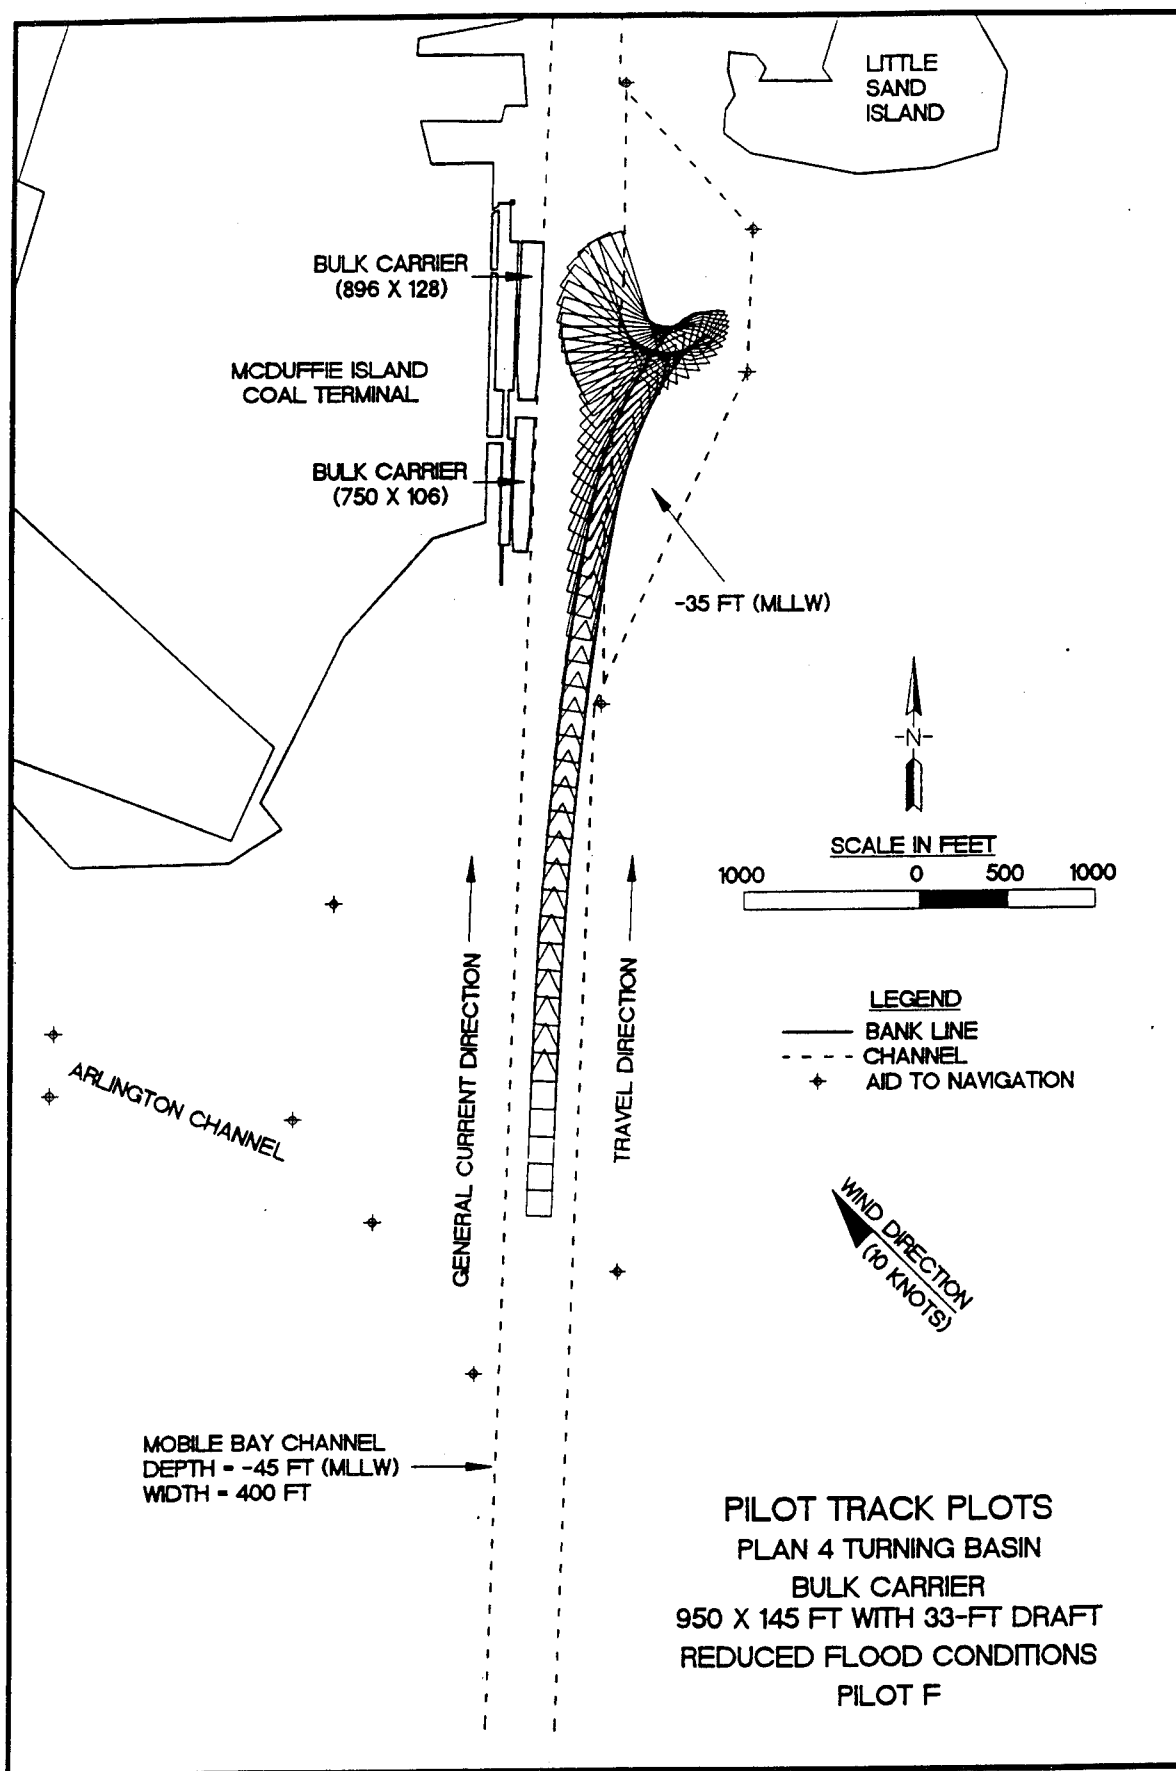 LITTLE
SAND
ISLAND
BULK CARRIER
(896 X 128)
MCDUFFIE ISLAND
COAL TERMINAL
BULK CARRIER
(750 X 106)
-35 FT (MLLW)
-N-
SCALE IN FEET
1000 0 500 1000
GENERAL CURRENT DIRECTION
TRAVEL DIRECTION
LEGEND
BANK LINE
CHANNEL
AID TO NAVIGATION
ARLINGTON CHANNEL
WIND DIRECTION
(10 KNOTS)
MOBILE BAY CHANNEL
DEPTH = -45 FT (MLLW)
WIDTH = 400 FT
PILOT TRACK PLOTS
PLAN 4 TURNING BASIN
BULK CARRIER
950 X 145 FT WITH 33-FT DRAFT
REDUCED FLOOD CONDITIONS
PILOT F